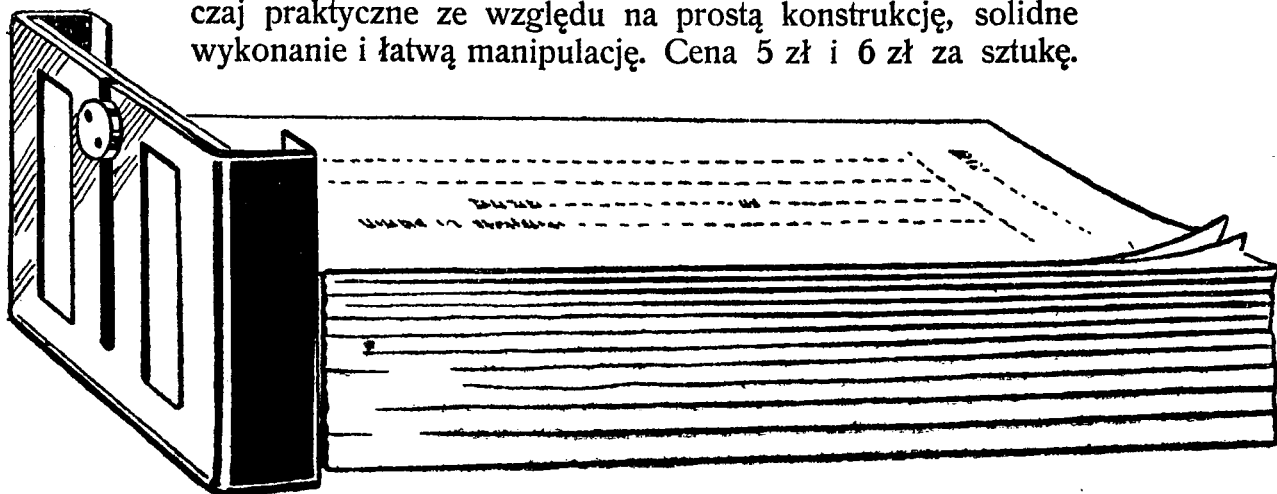 czaj praktyczne ze względu na prostą konstrukcję, solidne
wykonanie i łatwą manipulację. Cena 5 zł i 6 zł za sztukę.